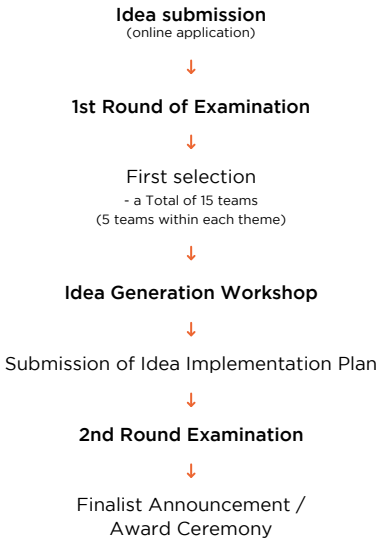 Idea submission
(online application)
↓
1st Round of Examination
↓
First selection
- a Total of 15 teams
(5 teams within each theme)
↓
Idea Generation Workshop
↓
Submission of Idea Implementation Plan
↓
2nd Round Examination
↓
Finalist Announcement /
Award Ceremony